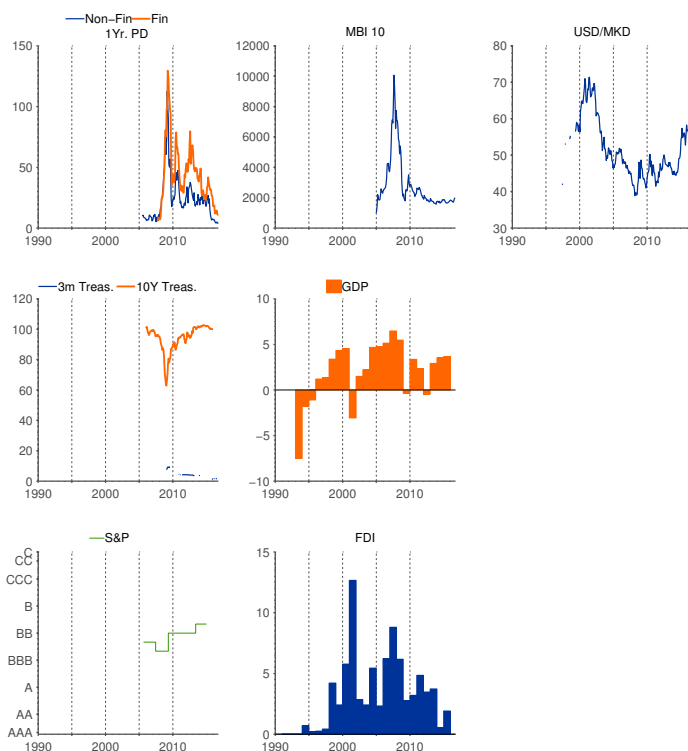 Non−Fin Fin
1Yr. PD
150
100
50
0
1990 2000 2010
MBI 10
12000
10000
8000
6000
4000
2000
0
1990 2000 2010
USD/MKD
80
70
60
50
40
30
1990 2000 2010
3m Treas. 10Y Treas.
120
100
80
60
40
20
0
1990 2000 2010
GDP
10
5
0
−5
−10
1990 2000 2010
S&P
C
CC
CCC
B
BB
BBB
A
AA
AAA
1990 2000 2010
FDI
15
10
5
0
1990 2000 2010